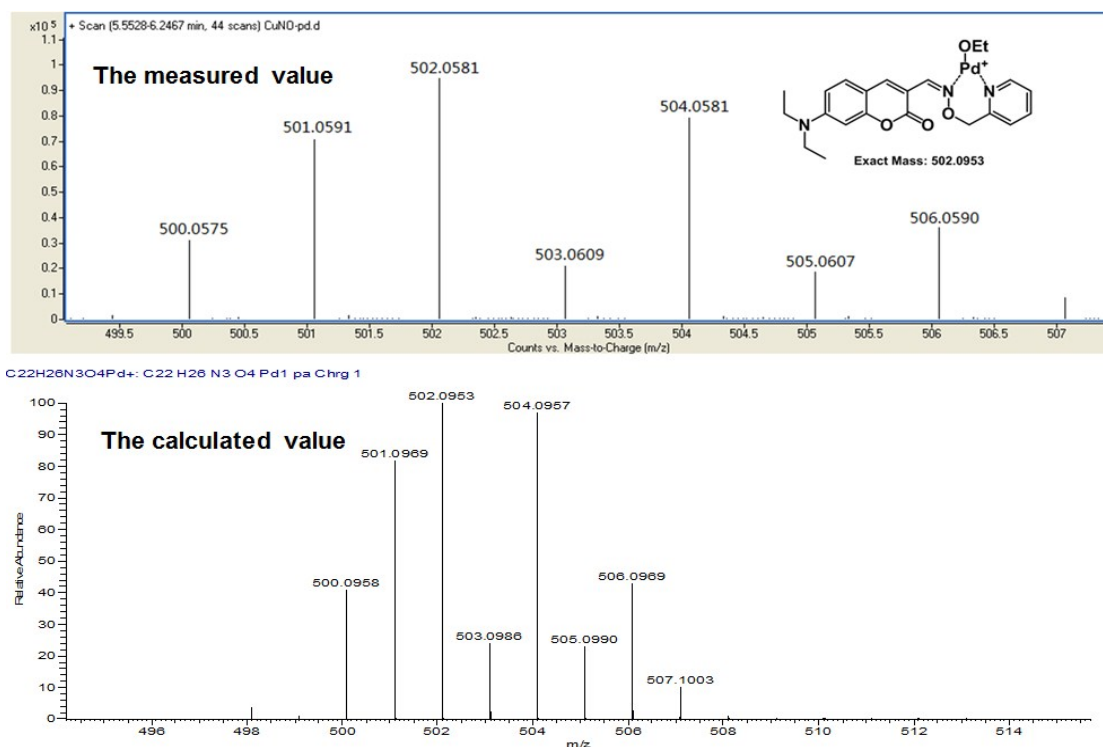 x10 5
+ Scan (5.5528-6.2467 min, 44 scans) CuNO-pd.d
1.1
1
0.9
0.8
0.7
0.6
0.5
0.4
0.3
0.2
0.1
0
The measured value
500.0575
501.0591
502.0581
503.0609
504.0581
505.0607
506.0590
OEt
Pd+
N
N
O
N
O
O
Exact Mass: 502.0953
499.5 500 500.5 501 501.5 502 502.5 503 503.5 504 504.5 505 505.5 506 506.5 507
Counts vs. Mass-to-Charge (m/z)
C22H26N3O4Pd+: C22 H26 N3 O4 Pd1 pa Chrg 1
The calculated value
Relative Abundance
100
90
80
70
60
50
40
30
20
10
0
500.0958
501.0969
502.0953
503.0986
504.0957
505.0990
506.0969
507.1003
496 498 500 502 504 506 508 510 512 514
m/z